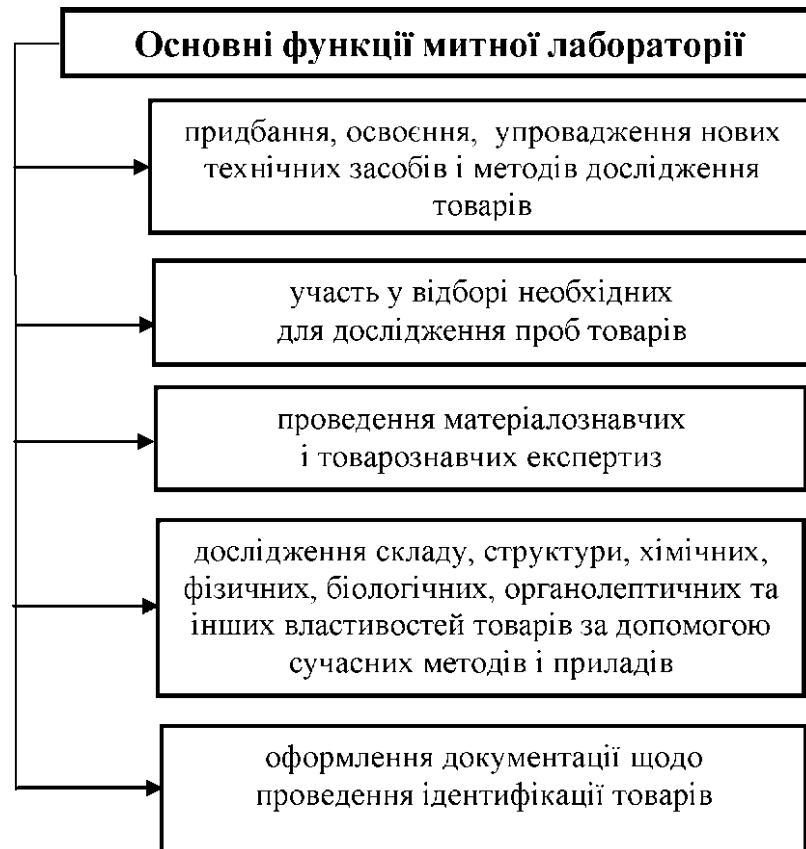 Основні функції митної лабораторії
придбання, освоєння, упровадження нових
технічних засобів і методів дослідження
товарів
участь у відборі необхідних
для дослідження проб товарів
проведення матеріалознавчих
і товарознавчих експертиз
дослідження складу, структури, хімічних,
фізичних, біологічних, органолептичних та
інших властивостей товарів за допомогою
сучасних методів і приладів
оформлення документації щодо
проведення ідентифікації товарів